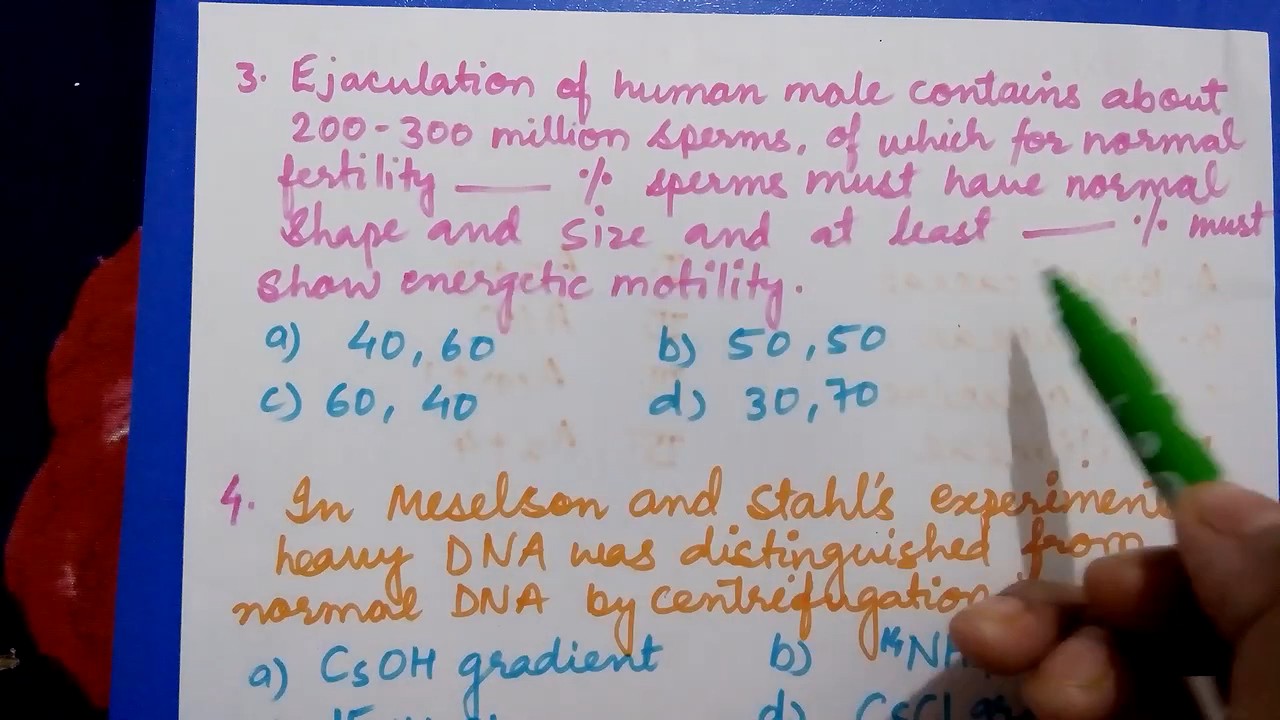 3. Ejaculation of human male contains about
200-300 million sperms, of which for normal
fertility ___ % sperms must have normal
shape and size and at least ___ % must
show energetic motility.
a) 40, 60 b) 50, 50
c) 60, 40 d) 30, 70
4. In Meselson and Stahl's experiment
heavy DNA was distinguished from
normal DNA by centrifugation
a) CsOH gradient b) ¹⁴NH
d) CsCl